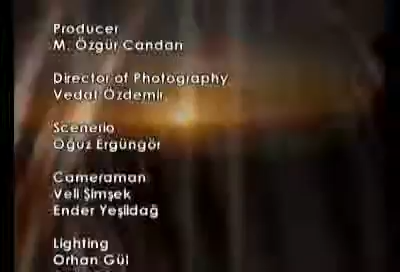 Producer
M. Özgür Candan
Director of Photography
Vedat Özdemir
Scenerio
Oğuz Ergüngör
Cameraman
Veli Şimşek
Ender Yeşildağ
Lighting
Orhan Gül